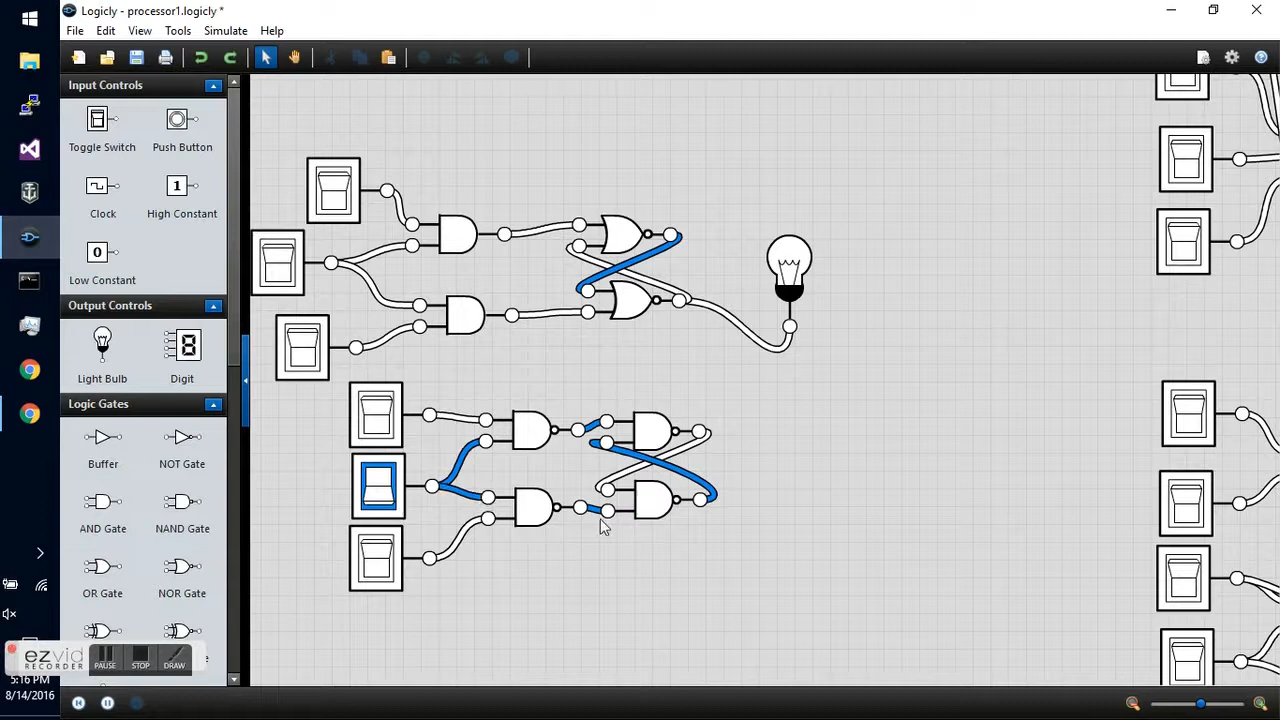 Logicly - processor1.logicly *
File Edit View Tools Simulate Help
Input Controls
Toggle Switch Push Button
1
Clock High Constant
0
Low Constant
Output Controls
8
Light Bulb Digit
Logic Gates
Buffer NOT Gate
AND Gate NAND Gate
OR Gate NOR Gate
ezvid
RECORDER
PAUSE STOP DRAW
5:16 PM
8/14/2016